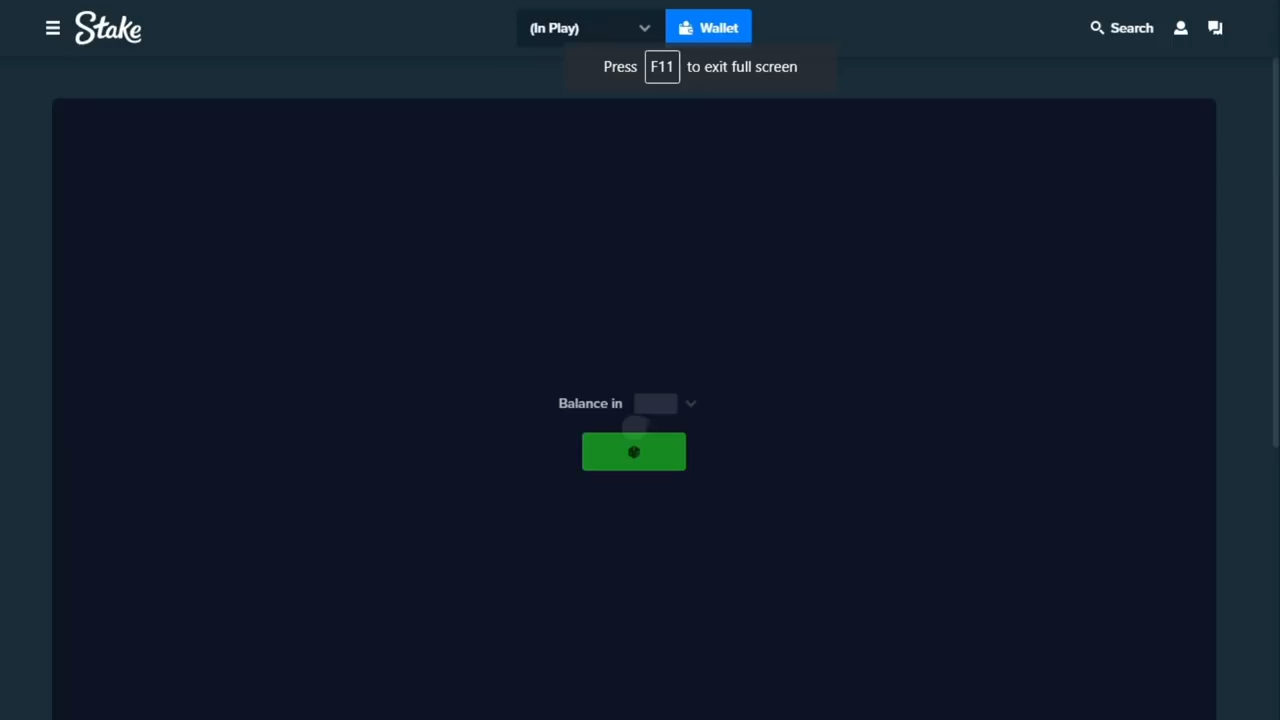 Stake
(In Play)
Wallet
Search
Press F11 to exit full screen
Balance in